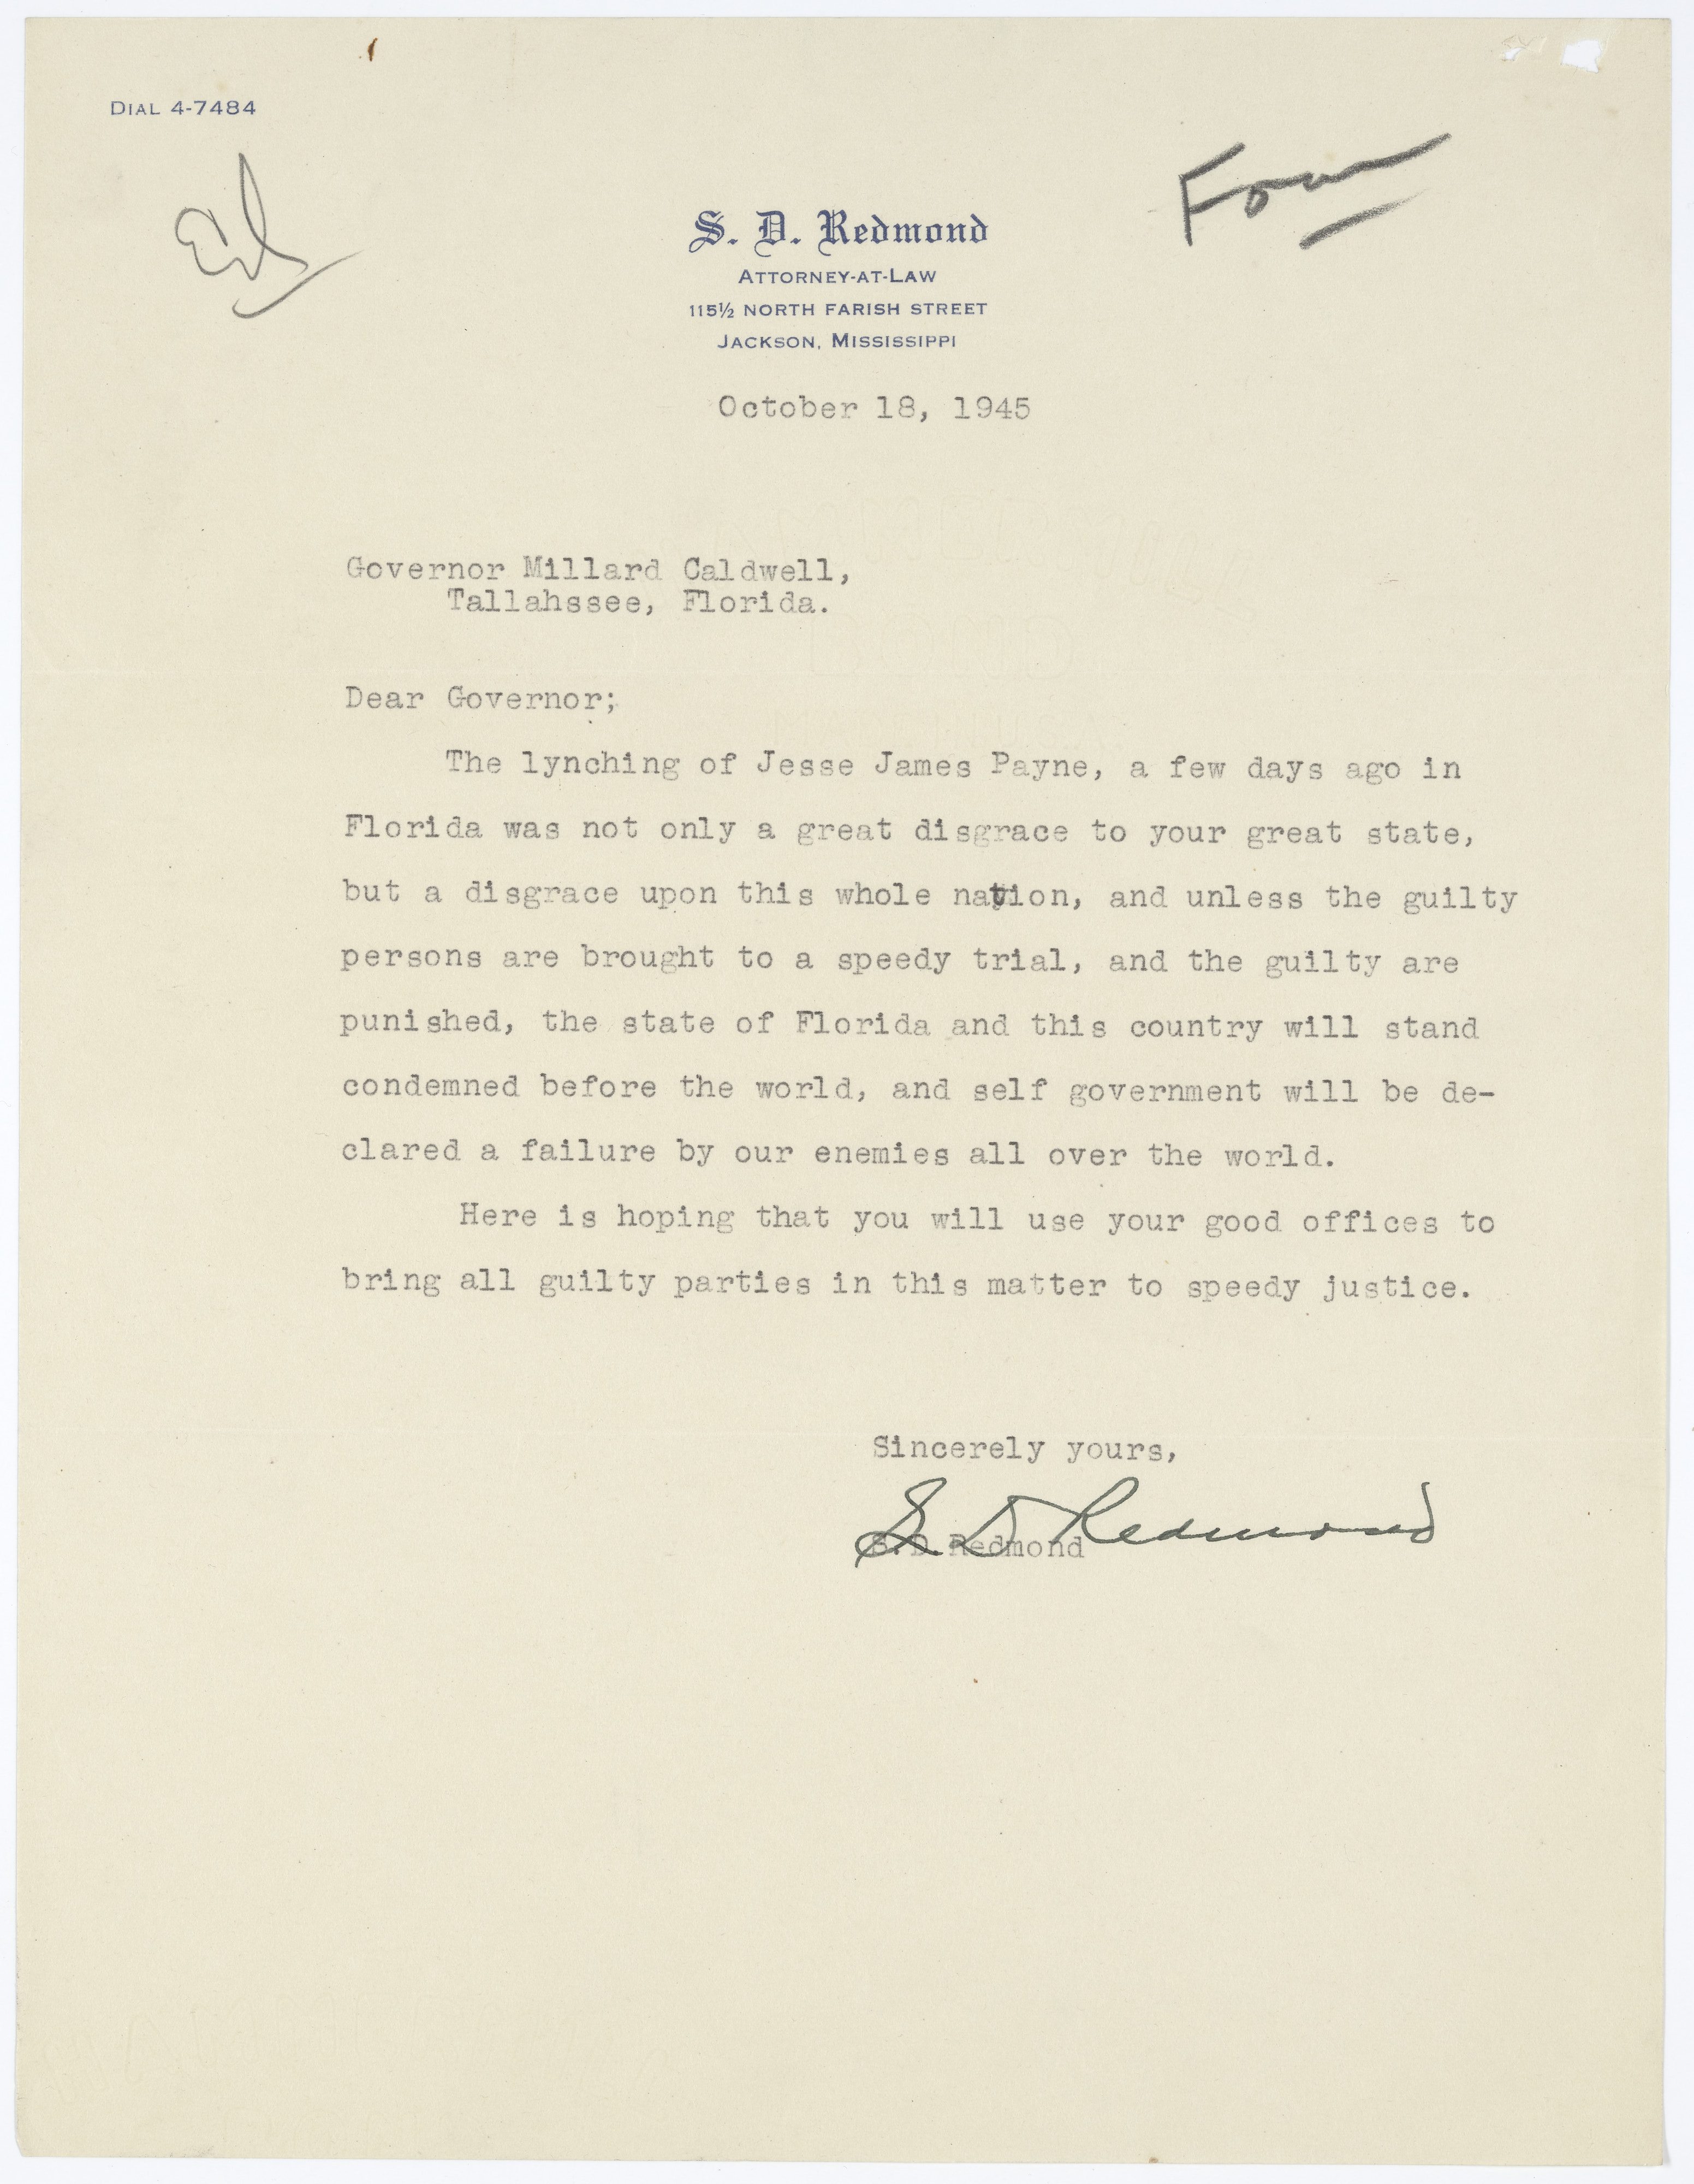 DIAL 4-7484
Form
S. D. Redmond
ATTORNEY-AT-LAW
115½ NORTH FARISH STREET
JACKSON, MISSISSIPPI
October 18, 1945
Governor Millard Caldwell,
Tallahssee, Florida.
Dear Governor;
The lynching of Jesse James Payne, a few days ago in
Florida was not only a great disgrace to your great state,
but a disgrace upon this whole nation, and unless the guilty
persons are brought to a speedy trial, and the guilty are
punished, the state of Florida and this country will stand
condemned before the world, and self government will be de-
clared a failure by our enemies all over the world.
Here is hoping that you will use your good offices to
bring all guilty parties in this matter to speedy justice.
Sincerely yours,
S D Redmond
S.D. Redmond